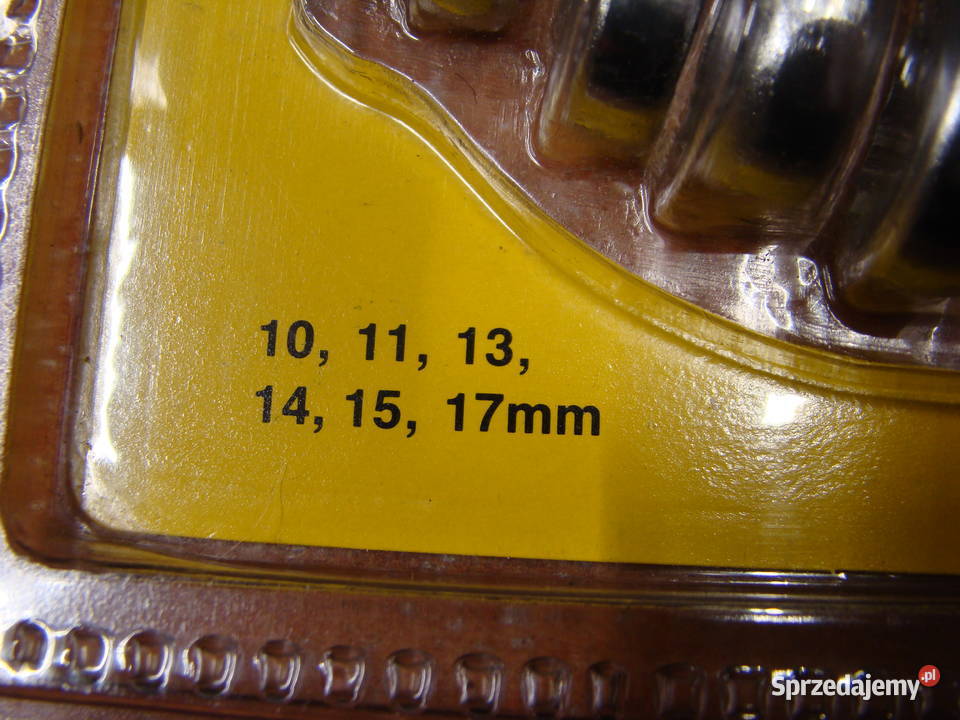 10, 11, 13,
14, 15, 17mm
Sprzedajemy.pl